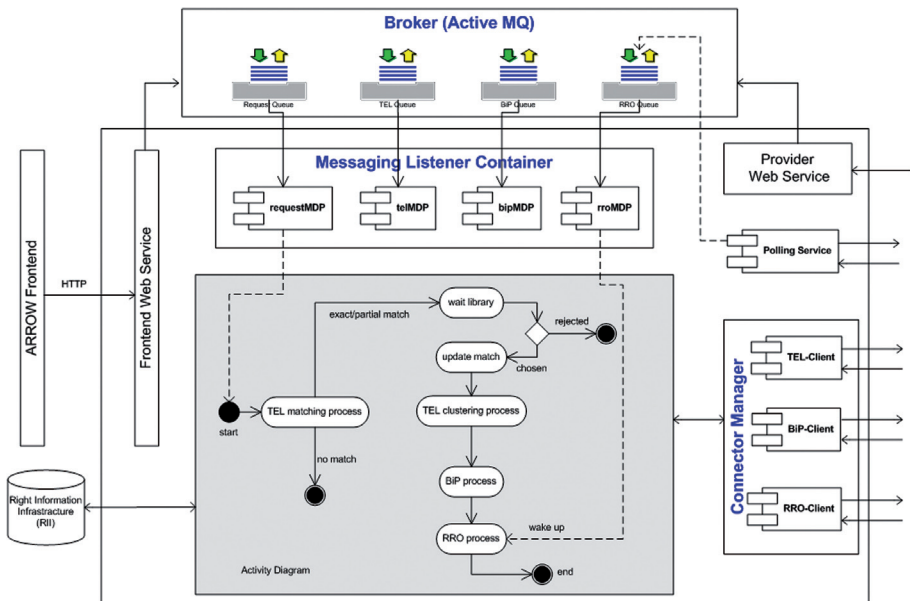 Broker (Active MQ)
Request Queue
TEL Queue
BiP Queue
RRO Queue
Messaging Listener Container
requestMDP
telMDP
bipMDP
rroMDP
Provider
Web Service
Polling Service
ARROW Frontend
HTTP
Frontend Web Service
exact/partial match
wait library
rejected
update match
chosen
TEL matching process
TEL clustering process
start
no match
BiP process
wake up
RRO process
end
Activity Diagram
Right Information
Infrastracture
(RII)
Connector Manager
TEL-Client
BiP-Client
RRO-Client